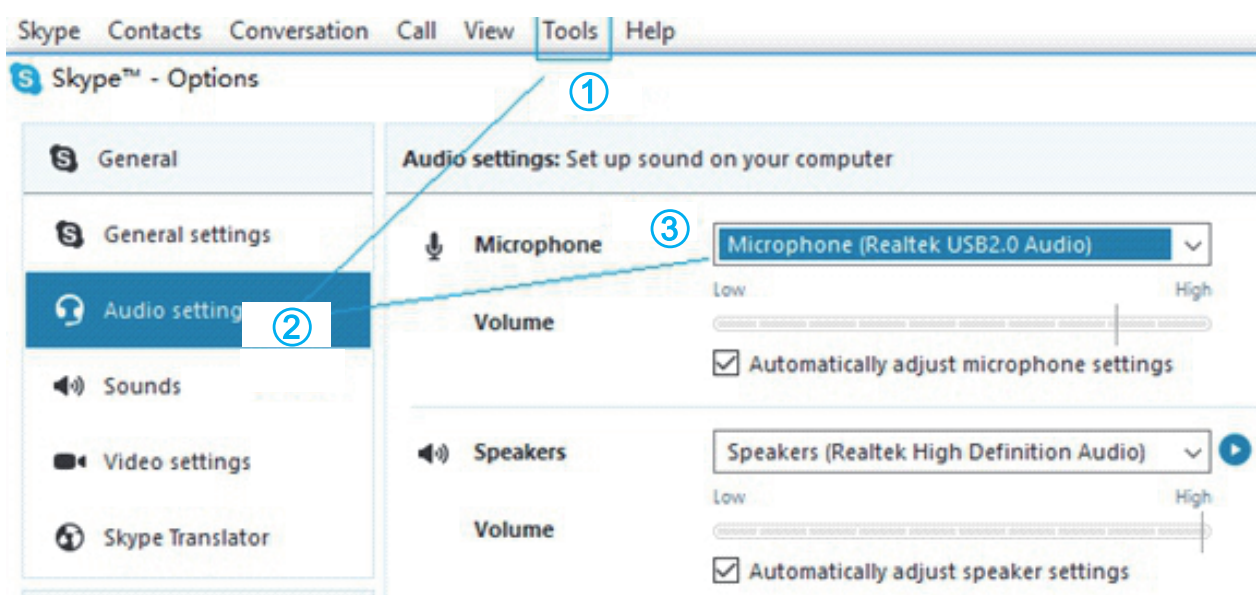 Skype Contacts Conversation Call View Tools Help
Skype™ - Options
①
General
Audio settings: Set up sound on your computer
General settings
③
Microphone
Microphone (Realtek USB2.0 Audio)
Audio setting
②
Low High
Volume
Automatically adjust microphone settings
Sounds
Speakers
Speakers (Realtek High Definition Audio)
Video settings
Low High
Volume
Skype Translator
Automatically adjust speaker settings